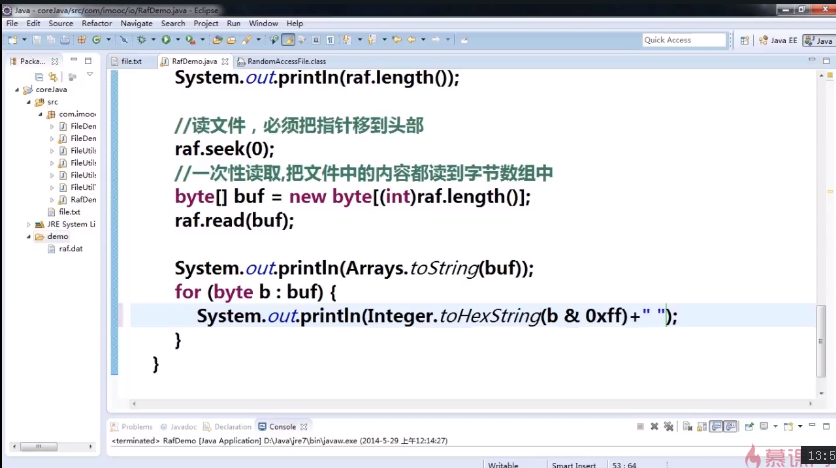 Java - coreJava/src/com/imooc/io/RafDemo.java - Eclipse
File Edit Source Refactor Navigate Search Project Run Window Help
Quick Access
Java EE
Java
Packa...
file.txt
RafDemo.java
RandomAccessFile.class
coreJava
src
com.imooc
FileDen
FileDen
FileUtil
FileUtil:
FileUtil:
FileUtil
RafDem
file.txt
JRE System Li
demo
raf.dat
System.out.println(raf.length());
//读文件，必须把指针移到头部
raf.seek(0);
//一次性读取,把文件中的内容都读到字节数组中
byte[] buf = new byte[(int)raf.length()];
raf.read(buf);
System.out.println(Arrays.toString(buf));
for (byte b : buf) {
System.out.println(Integer.toHexString(b & 0xff)+" ");
}
}
Problems @ Javadoc Declaration Console
<terminated> RafDemo [Java Application] D:\Java\jre7\bin\javaw.exe (2014-5-29 上午12:14:27)
Writable
Smart Insert
53 : 64
慕课
13:5